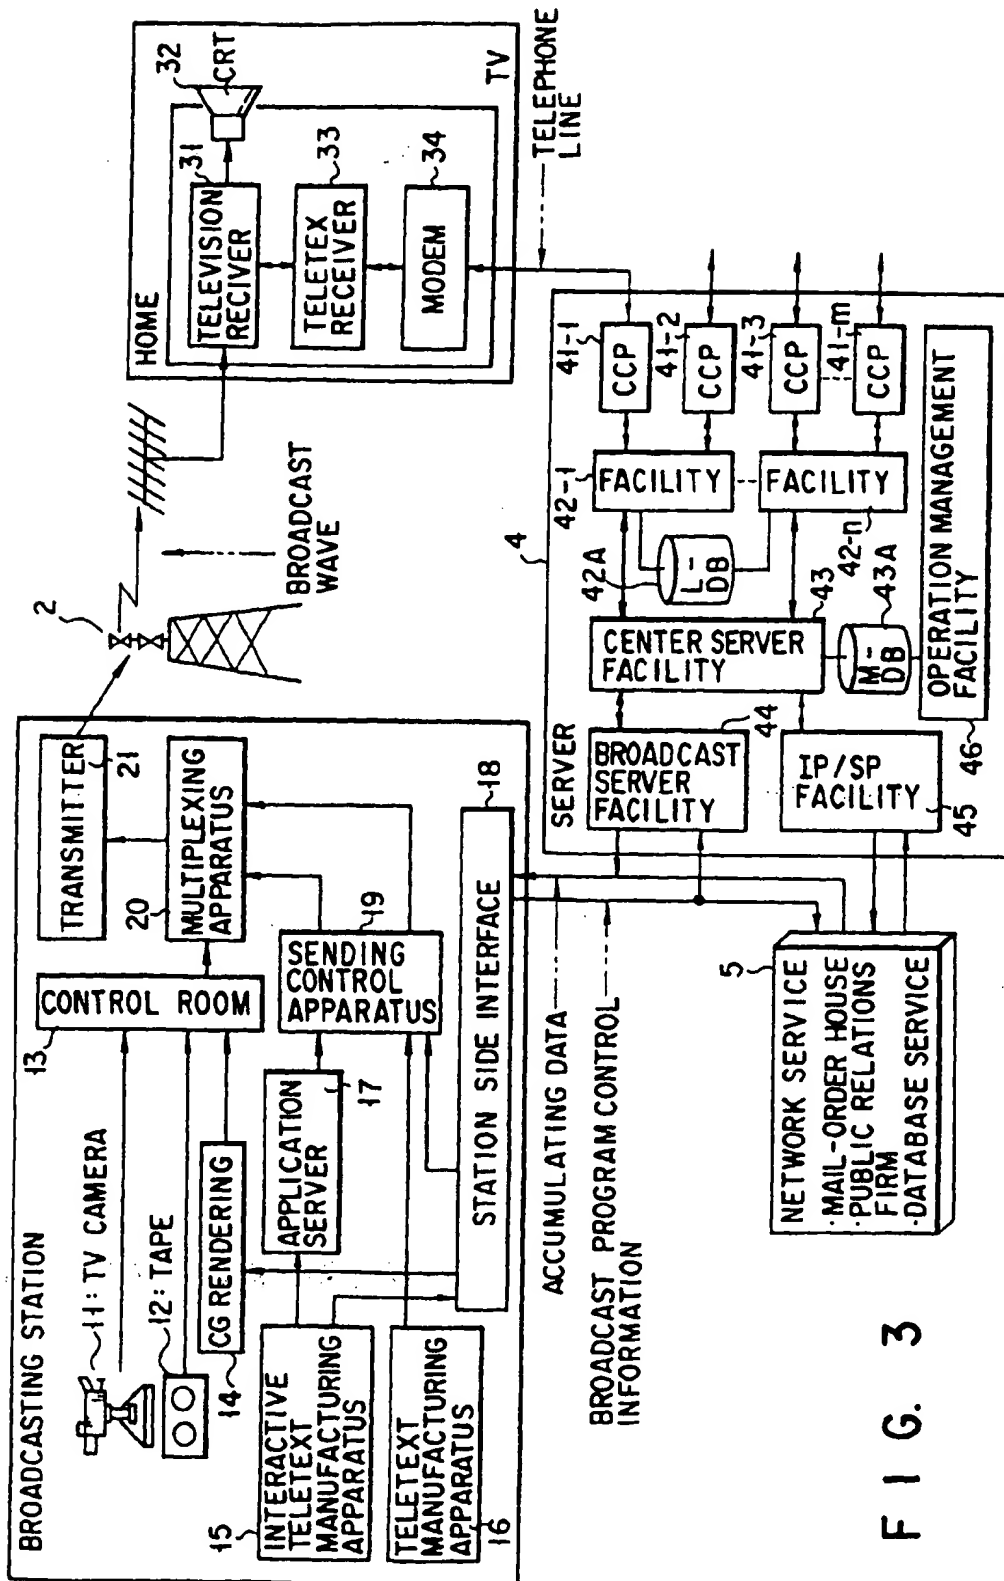 BROADCASTING STATION
11: TV CAMERA
12: TAPE
13
CONTROL ROOM
CG RENDERING
14
15
INTERACTIVE
TELETEXT
MANUFACTURING
APPARATUS
TELETEXT
MANUFACTURING
APPARATUS
16
APPLICATION
SERVER
17
STATION SIDE INTERFACE
18
SENDING
CONTROL
APPARATUS
19
20
MULTIPLEXING
APPARATUS
TRANSMITTER
21
2
BROADCAST
WAVE
HOME
TELEVISION
RECIVER
31
32
CRT
TELETEX
RECEIVER
33
MODEM
34
TV
TELEPHONE
LINE
ACCUMULATING DATA
BROADCAST PROGRAM CONTROL
INFORMATION
SERVER
4
BROADCAST
SERVER
FACILITY
44
IP/SP
FACILITY
45
CENTER SERVER
FACILITY
43
42A
L-
DB
M-
DB
43A
42-1
FACILITY
FACILITY
42-n
41-1
CCP
41-2
CCP
41-3
CCP
41-m
CCP
OPERATION MANAGEMENT
FACILITY
46
5
NETWORK SERVICE
·MAIL-ORDER HOUSE
·PUBLIC RELATIONS
FIRM
·DATABASE SERVICE
FIG. 3